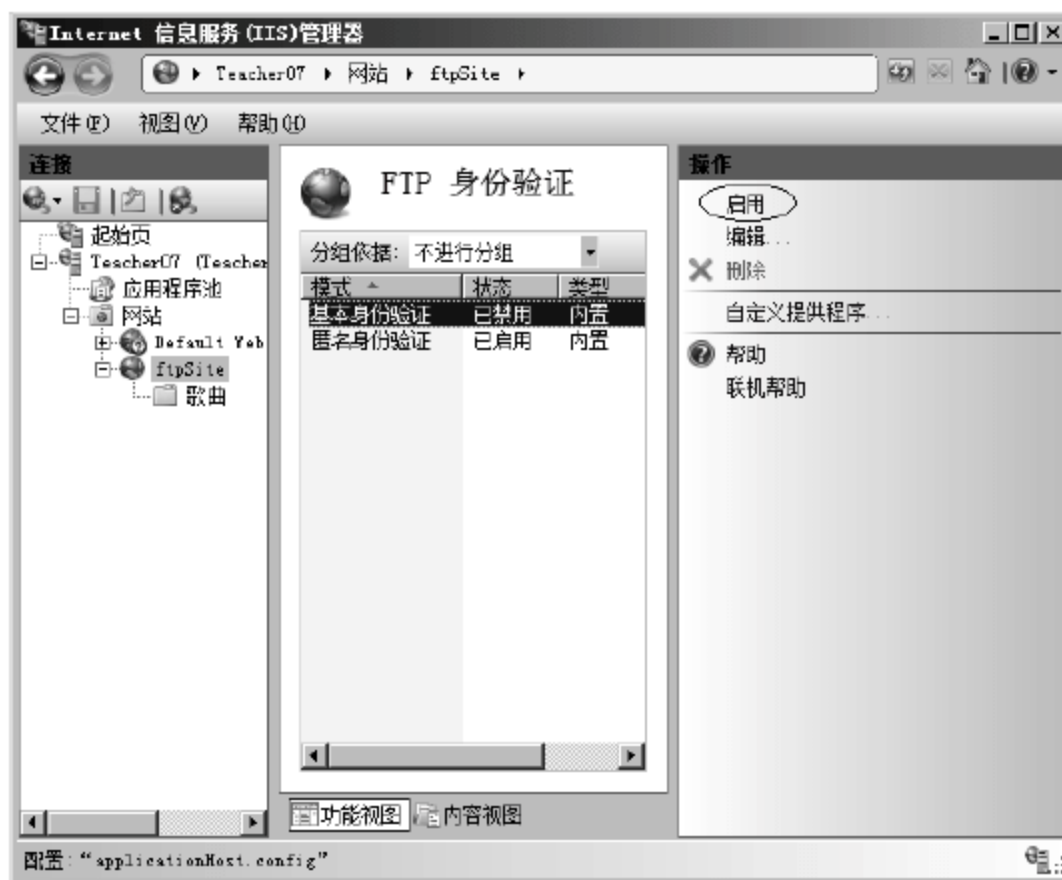 Internet 信息服务(IIS)管理器
Teacher07 ▸ 网站 ▸ ftpSite ▸
文件(F) 视图(V) 帮助(H)
连接
起始页
Teacher07 (Teacher
应用程序池
网站
Default Web
ftpSite
歌曲
FTP 身份验证
分组依据: 不进行分组
模式 状态 类型
基本身份验证 已禁用 内置
匿名身份验证 已启用 内置
功能视图 内容视图
操作
启用
编辑...
删除
自定义提供程序...
帮助
联机帮助
配置:“applicationHost.config”